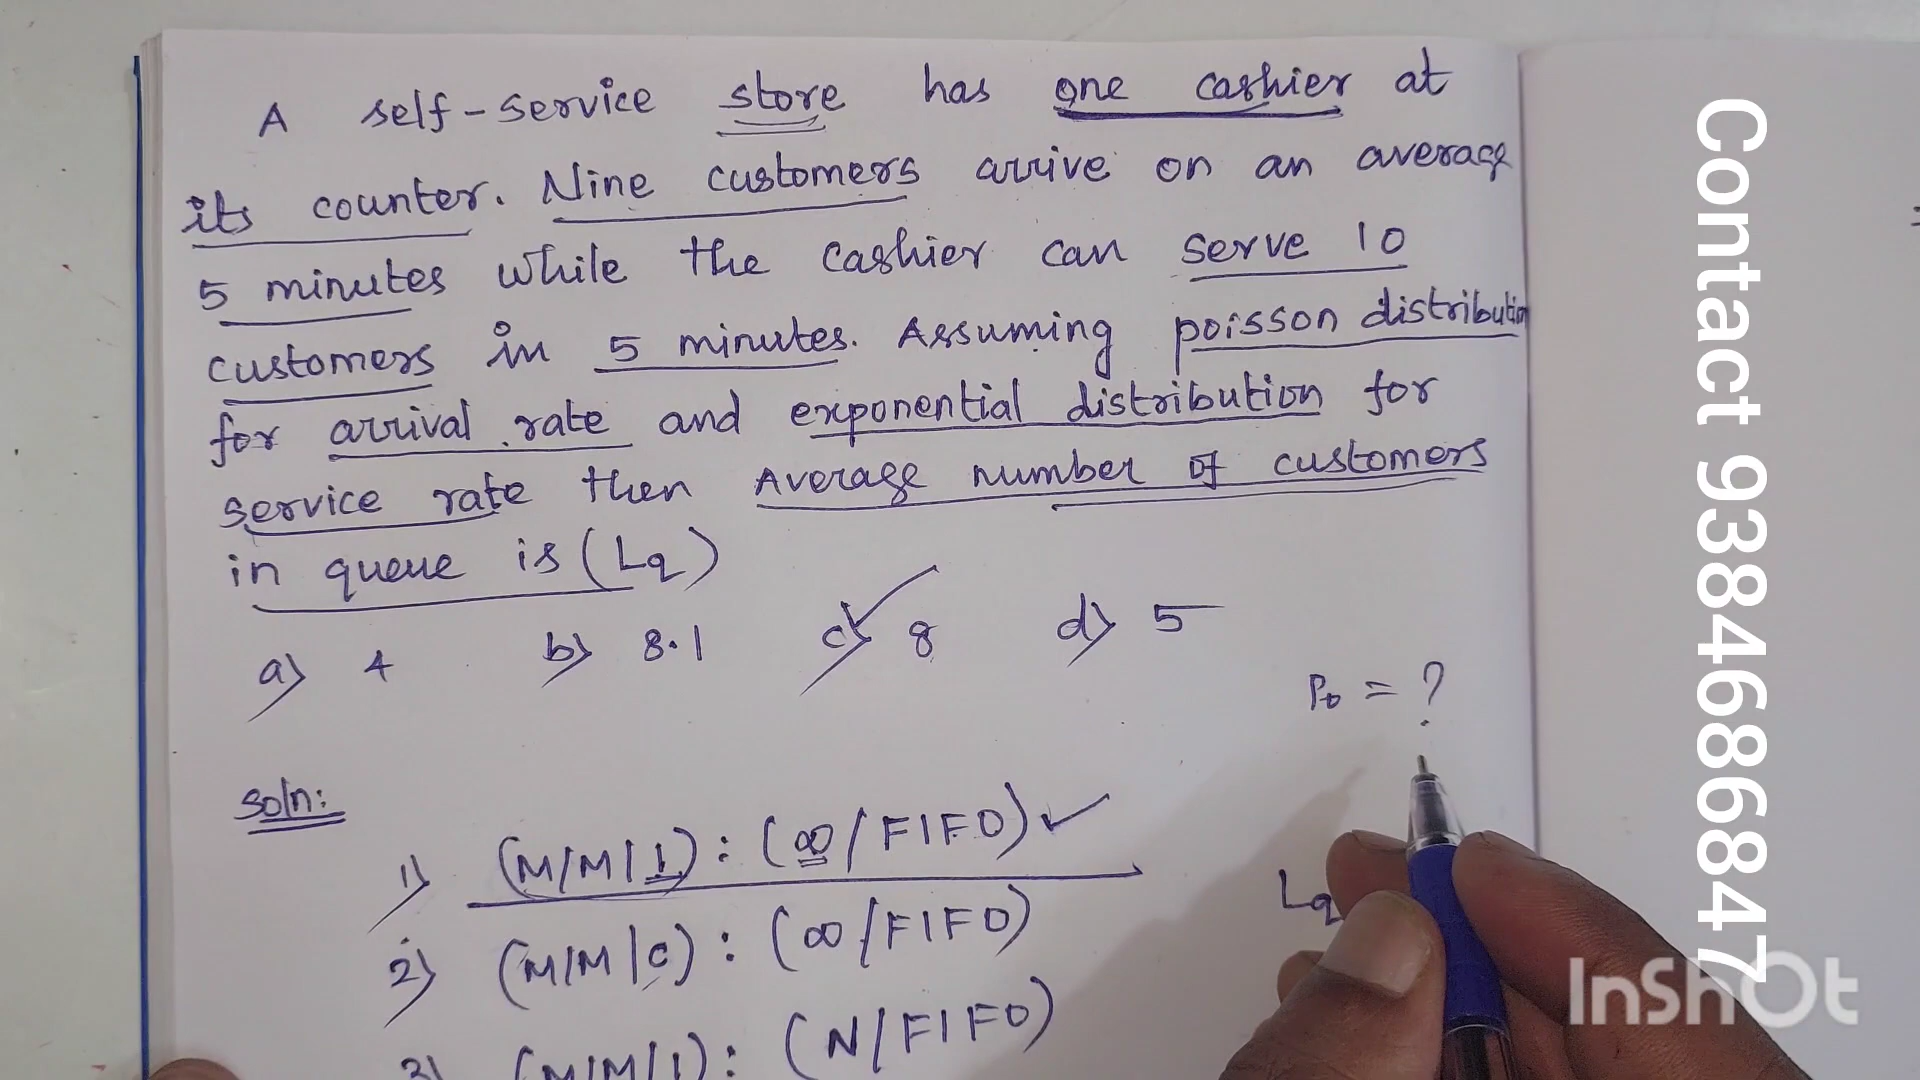 A self-service store has one cashier at
its counter. Nine customers arrive on an average
5 minutes while the cashier can serve 10
customers in 5 minutes. Assuming poisson distribution
for arrival rate and exponential distribution for
service rate then Average number of customers
in queue is (Lq)
a) 4 b) 8.1 c) 8 d) 5
P0 = ?
Soln:
1) (M/M/1) : (∞/FIFO)
Lq
2) (M/M/C) : (∞/FIFO)
3) (M/M/1) : (N/FIFO)
Contact 9384686847
InShOt